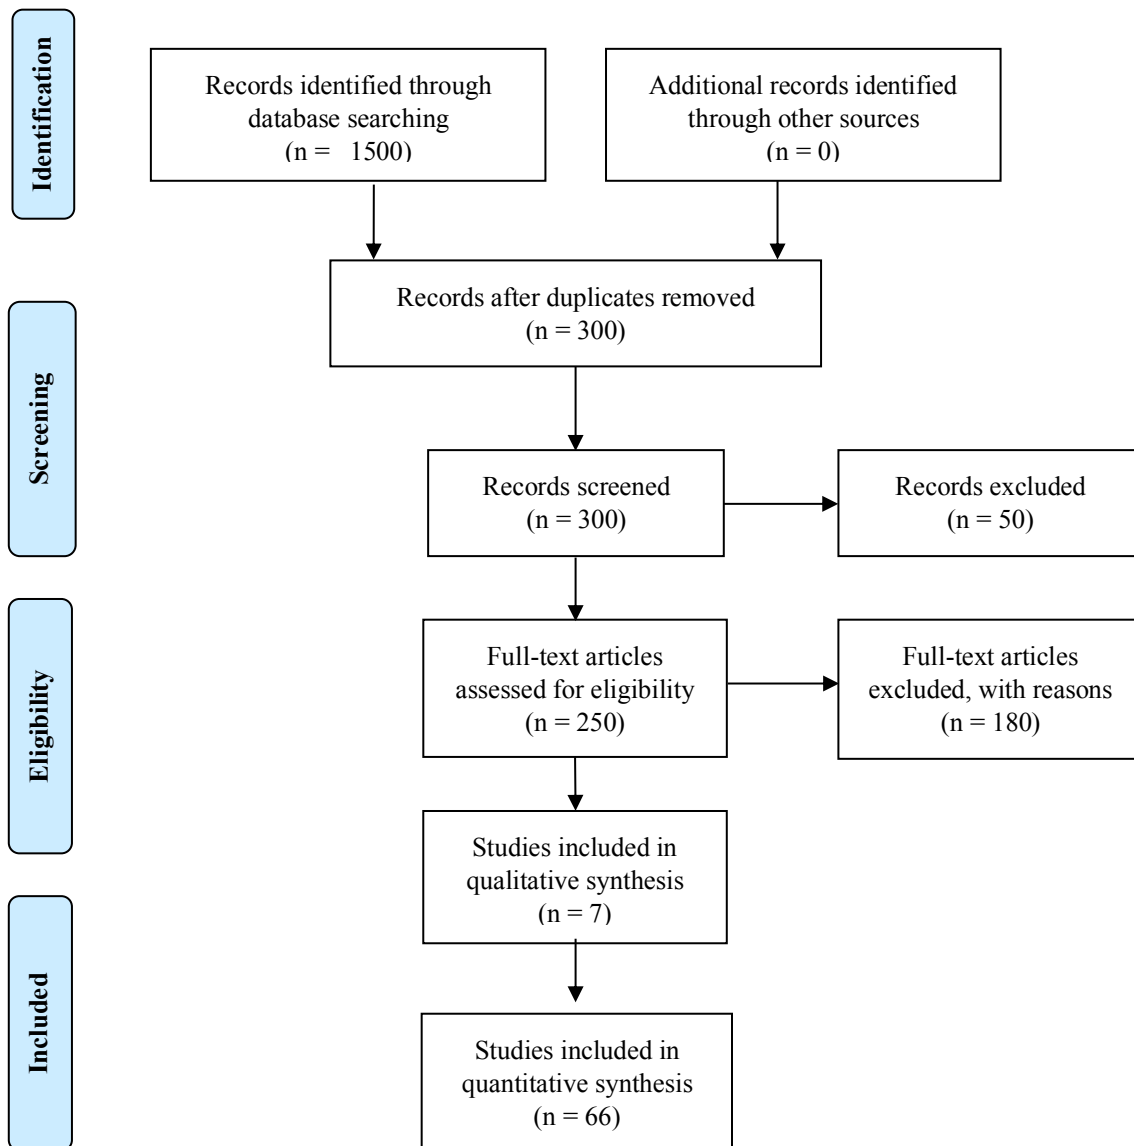 Identification
Records identified through
database searching
(n = 1500)
Additional records identified
through other sources
(n = 0)
Records after duplicates removed
(n = 300)
Screening
Records screened
(n = 300)
Records excluded
(n = 50)
Eligibility
Full-text articles
assessed for eligibility
(n = 250)
Full-text articles
excluded, with reasons
(n = 180)
Studies included in
qualitative synthesis
(n = 7)
Included
Studies included in
quantitative synthesis
(n = 66)